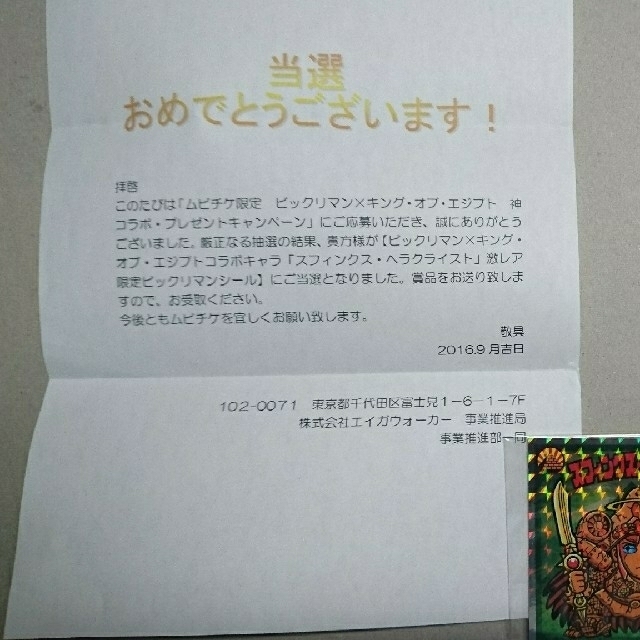 当選
おめでとうございます！
拝啓
このたびは「ムビチケ限定　ビックリマン×キング・オブ・エジプト　神
コラボ・プレゼントキャンペーン」にご応募いただき、誠にありがとう
ございました。厳正なる抽選の結果、貴方様が【ビックリマン×キング・
オブ・エジプトコラボキャラ「スフィンクス・ヘラクライスト」激レア
限定ビックリマンシール】にご当選となりました。賞品をお送り致しま
すので、お受取ください。
今後ともムビチケを宜しくお願い致します。
敬具
2016.9 月吉日
102-0071　東京都千代田区富士見1－6－1－7F
株式会社エイガウォーカー　事業推進局
事業推進部一同
スフィンクス